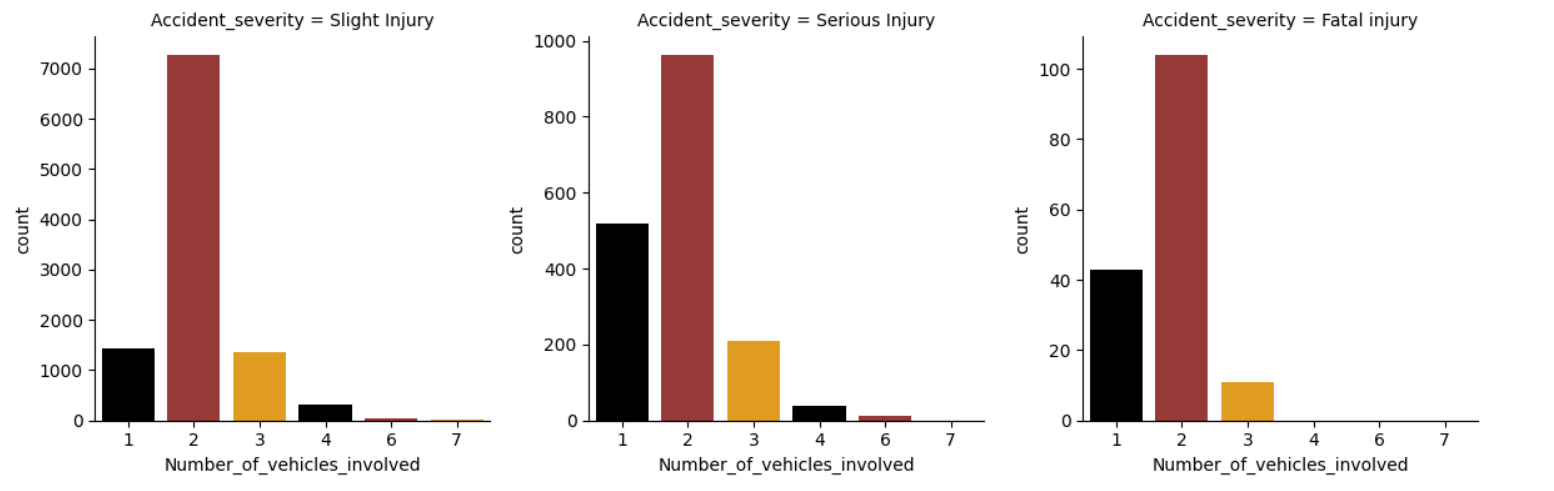 Accident_severity = Slight Injury
7000
6000
5000
4000
3000
2000
1000
0
count
1 2 3 4 6 7
Number_of_vehicles_involved
Accident_severity = Serious Injury
1000
800
600
400
200
0
count
1 2 3 4 6 7
Number_of_vehicles_involved
Accident_severity = Fatal injury
100
80
60
40
20
0
count
1 2 3 4 6 7
Number_of_vehicles_involved